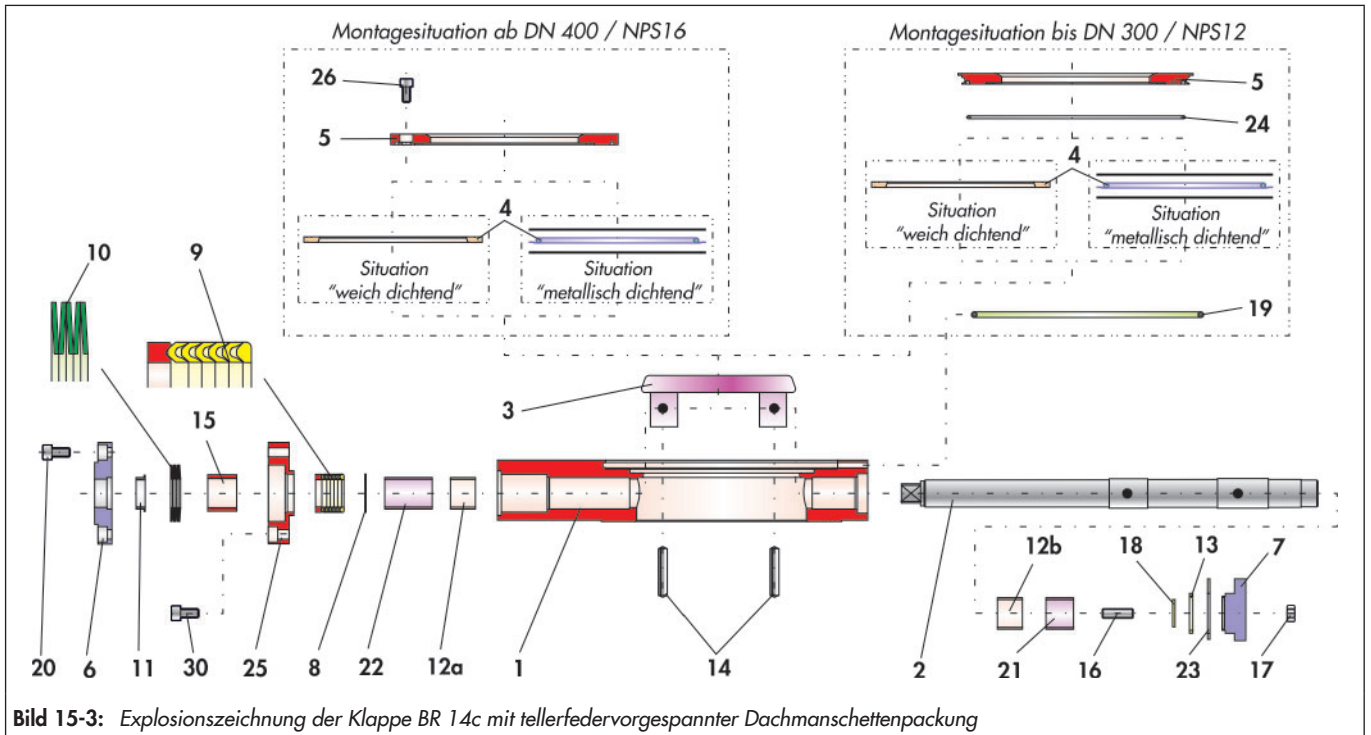 Montagesituation ab DN 400 / NPS16
Montagesituation bis DN 300 / NPS12
26
5
5
24
4
4
Situation
“weich dichtend”
Situation
“metallisch dichtend”
Situation
“weich dichtend”
Situation
“metallisch dichtend”
10
9
19
3
15
12b
18
13
7
20
6
11
30
25
8
22
12a
1
14
2
21
16
23
17
Bild 15-3: Explosionszeichnung der Klappe BR 14c mit tellerfedervorgespannter Dachmanschettenpackung